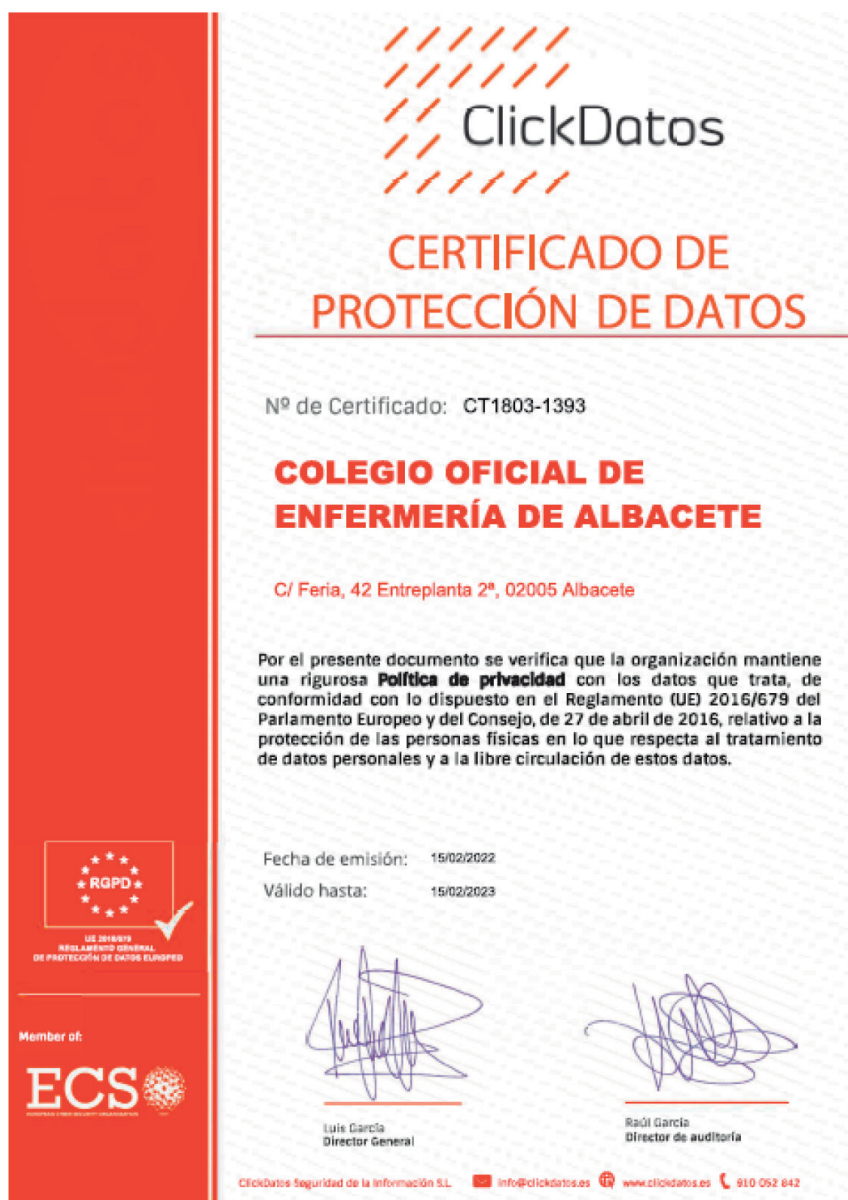 ClickDatos
CERTIFICADO DE
PROTECCIÓN DE DATOS
Nº de Certificado: CT1803-1393
COLEGIO OFICIAL DE
ENFERMERÍA DE ALBACETE
C/ Feria, 42 Entreplanta 2ª, 02005 Albacete
Por el presente documento se verifica que la organización mantiene
una rigurosa Política de privacidad con los datos que trata, de
conformidad con lo dispuesto en el Reglamento (UE) 2016/679 del
Parlamento Europeo y del Consejo, de 27 de abril de 2016, relativo a la
protección de las personas físicas en lo que respecta al tratamiento
de datos personales y a la libre circulación de estos datos.
Fecha de emisión: 15/02/2022
Válido hasta: 15/02/2023
RGPD
UE 2016/679
REGLAMENTO GENERAL
DE PROTECCIÓN DE DATOS EUROPEO
Member of:
ECS
EUROPEAN CYBER SECURITY ORGANISATION
Luis García
Director General
Raúl García
Director de auditoría
ClickDatos Seguridad de la Información S.L. info@clickdatos.es www.clickdatos.es 910 052 842